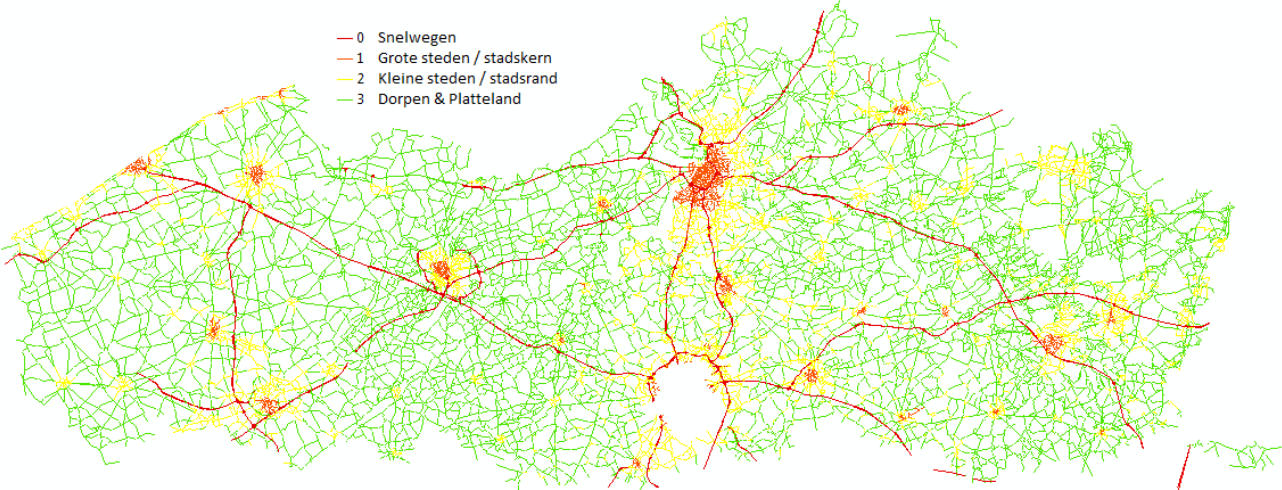 0 Snelwegen
1 Grote steden / stadskern
2 Kleine steden / stadsrand
3 Dorpen & Platteland